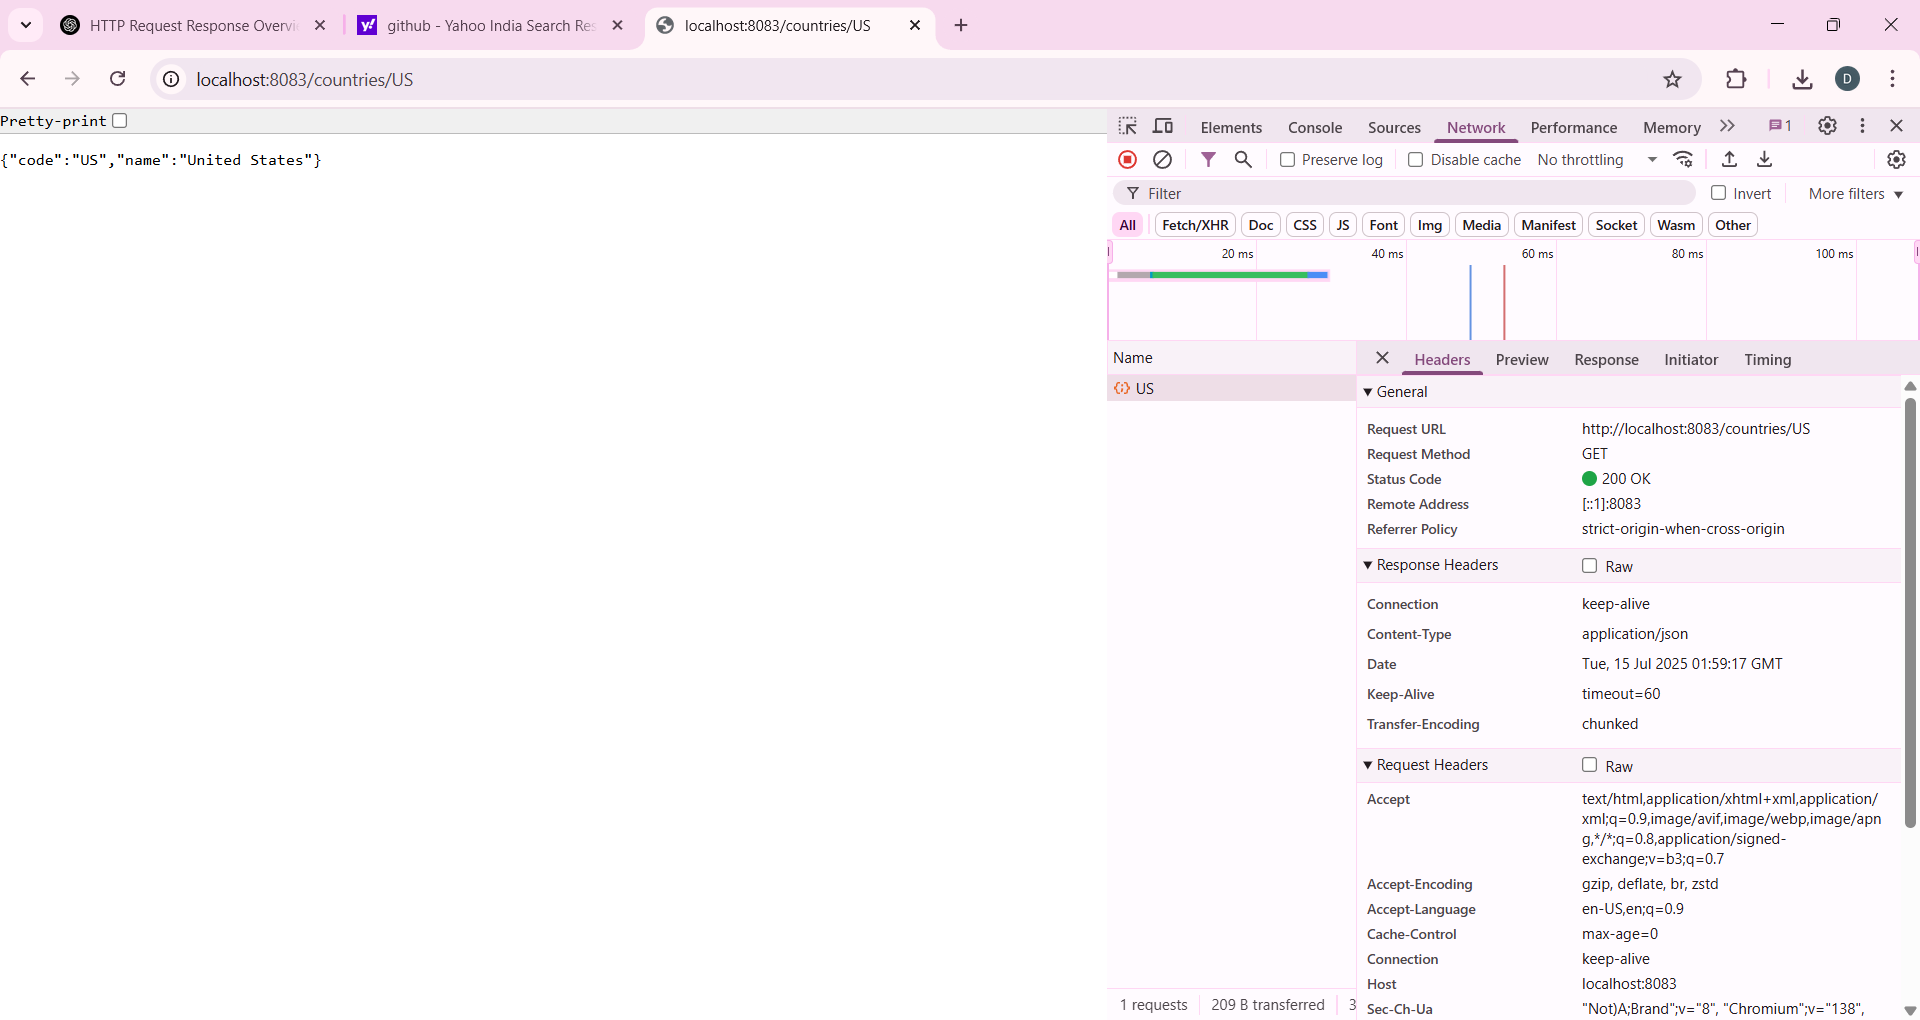 HTTP Request Response Overvi
github - Yahoo India Search Res
localhost:8083/countries/US
localhost:8083/countries/US
D
Pretty-print
{"code":"US","name":"United States"}
Elements Console Sources Network Performance Memory 1
Preserve log Disable cache No throttling
Filter Invert More filters
All Fetch/XHR Doc CSS JS Font Img Media Manifest Socket Wasm Other
20 ms 40 ms 60 ms 80 ms 100 ms
Name
US
Headers Preview Response Initiator Timing
General
Request URL http://localhost:8083/countries/US
Request Method GET
Status Code 200 OK
Remote Address [::1]:8083
Referrer Policy strict-origin-when-cross-origin
Response Headers Raw
Connection keep-alive
Content-Type application/json
Date Tue, 15 Jul 2025 01:59:17 GMT
Keep-Alive timeout=60
Transfer-Encoding chunked
Request Headers Raw
Accept text/html,application/xhtml+xml,application/
xml;q=0.9,image/avif,image/webp,image/apn
g,*/*;q=0.8,application/signed-
exchange;v=b3;q=0.7
Accept-Encoding gzip, deflate, br, zstd
Accept-Language en-US,en;q=0.9
Cache-Control max-age=0
Connection keep-alive
Host localhost:8083
Sec-Ch-Ua "Not)A;Brand";v="8", "Chromium";v="138",
1 requests 209 B transferred 3